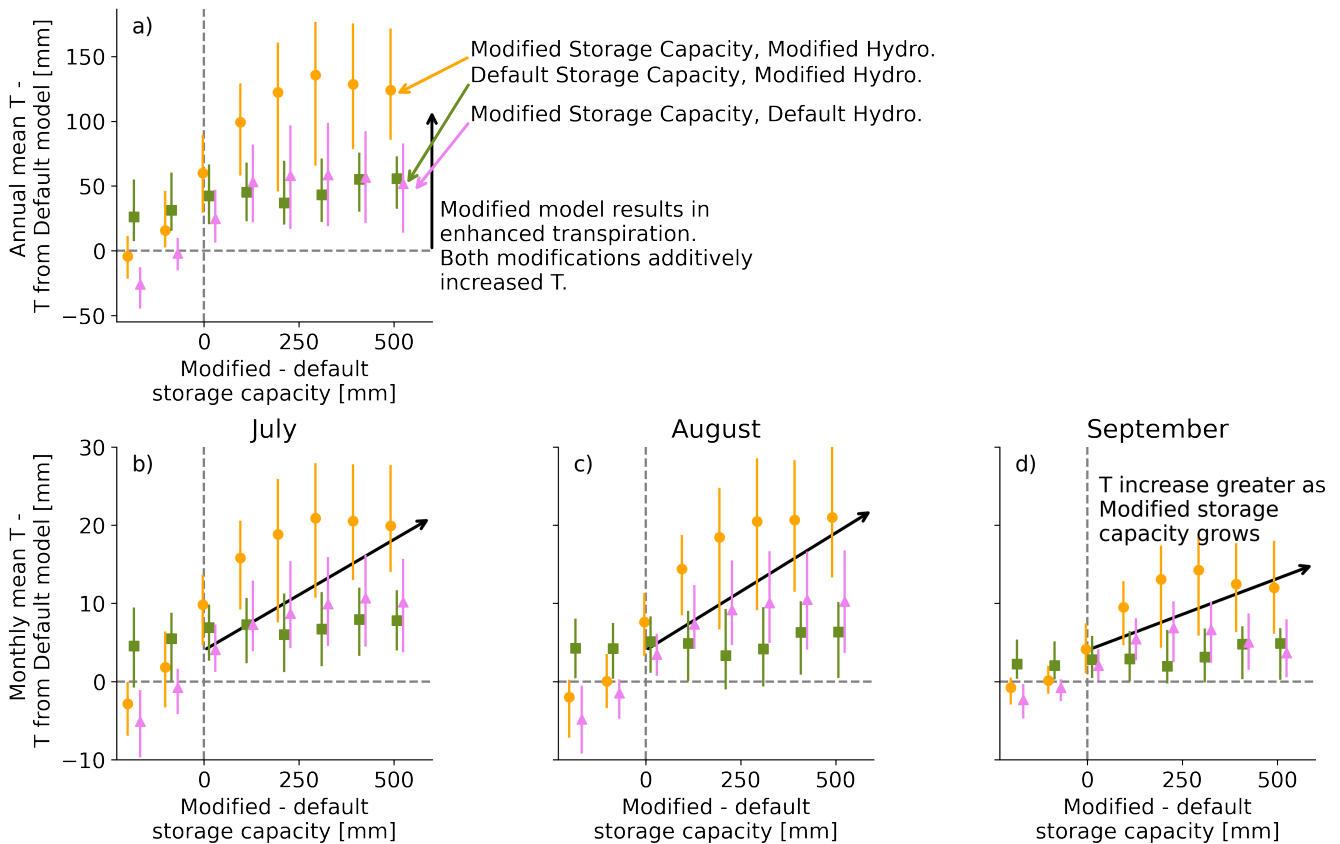 a)
Annual mean T -
T from Default model [mm]
150
100
50
0
−50
0
250
500
Modified - default
storage capacity [mm]
Modified Storage Capacity, Modified Hydro.
Default Storage Capacity, Modified Hydro.
Modified Storage Capacity, Default Hydro.
Modified model results in
enhanced transpiration.
Both modifications additively
increased T.
July
b)
Monthly mean T -
T from Default model [mm]
30
20
10
0
−10
0
250
500
Modified - default
storage capacity [mm]
August
c)
0
250
500
Modified - default
storage capacity [mm]
September
d)
T increase greater as
Modified storage
capacity grows
0
250
500
Modified - default
storage capacity [mm]